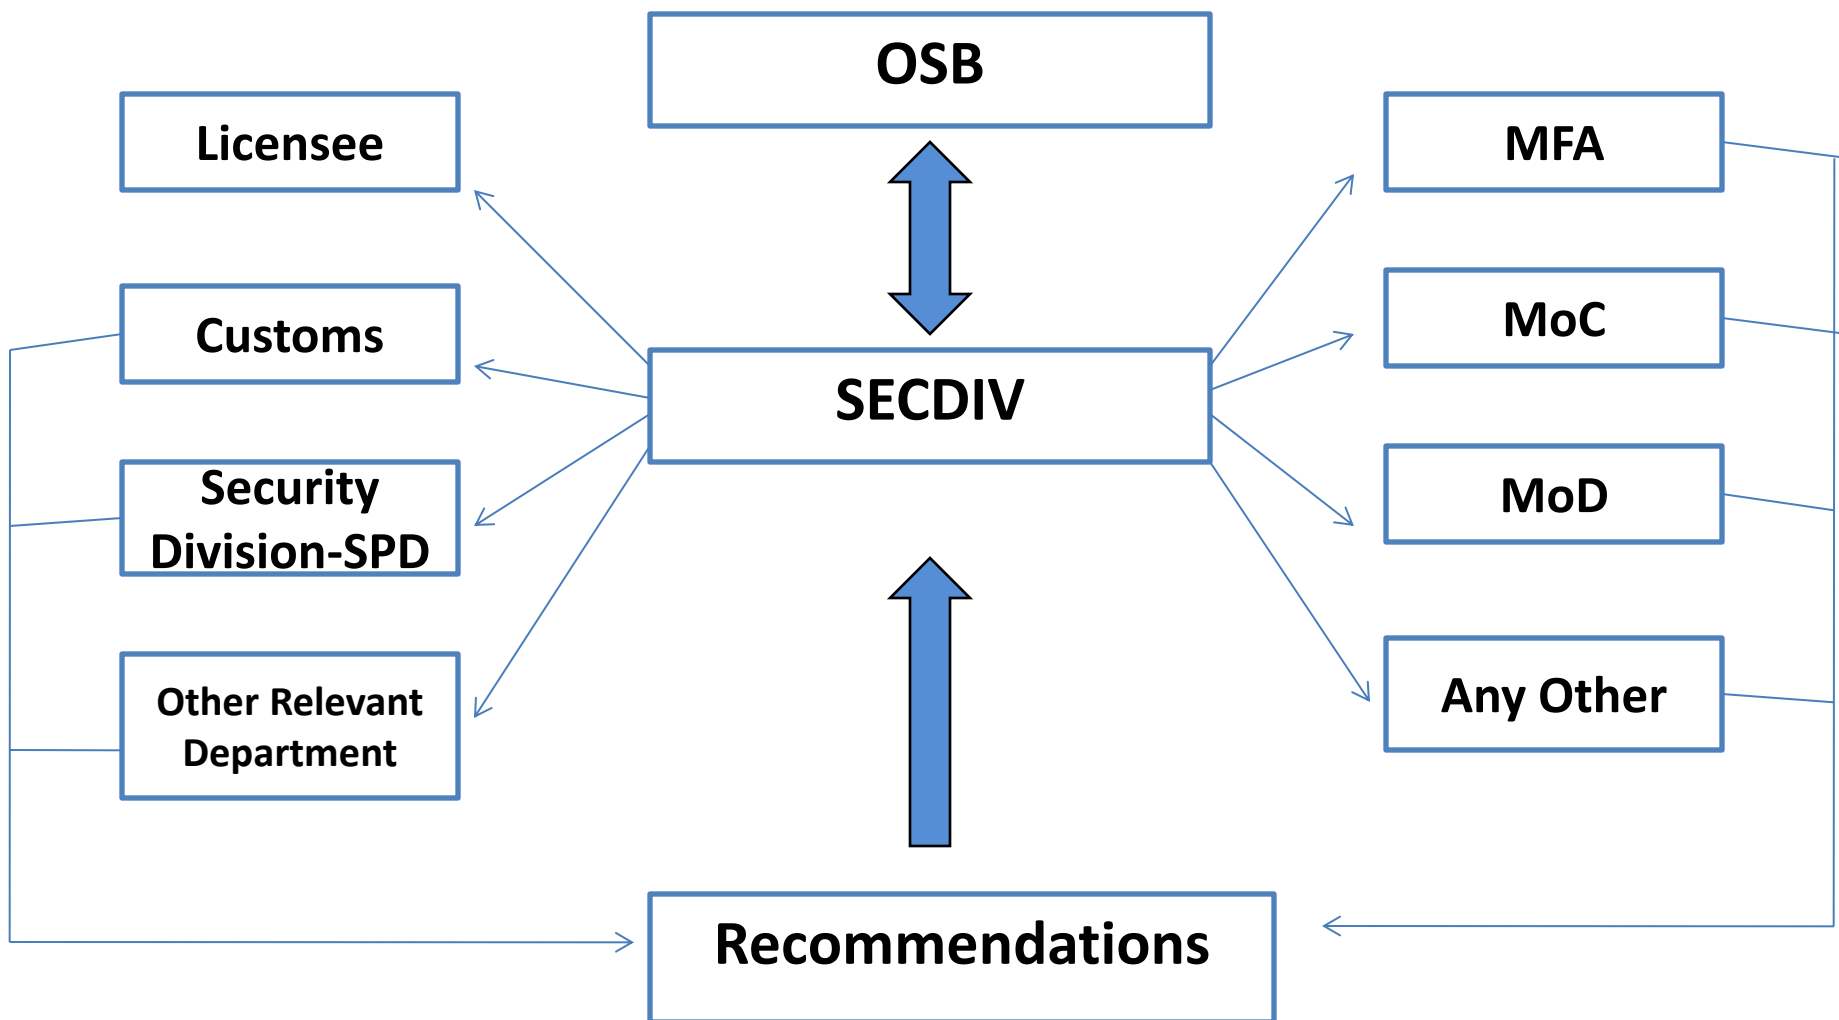 OSB
Licensee
MFA
Customs
MoC
SECDIV
Security
Division-SPD
MoD
Other Relevant
Department
Any Other
Recommendations